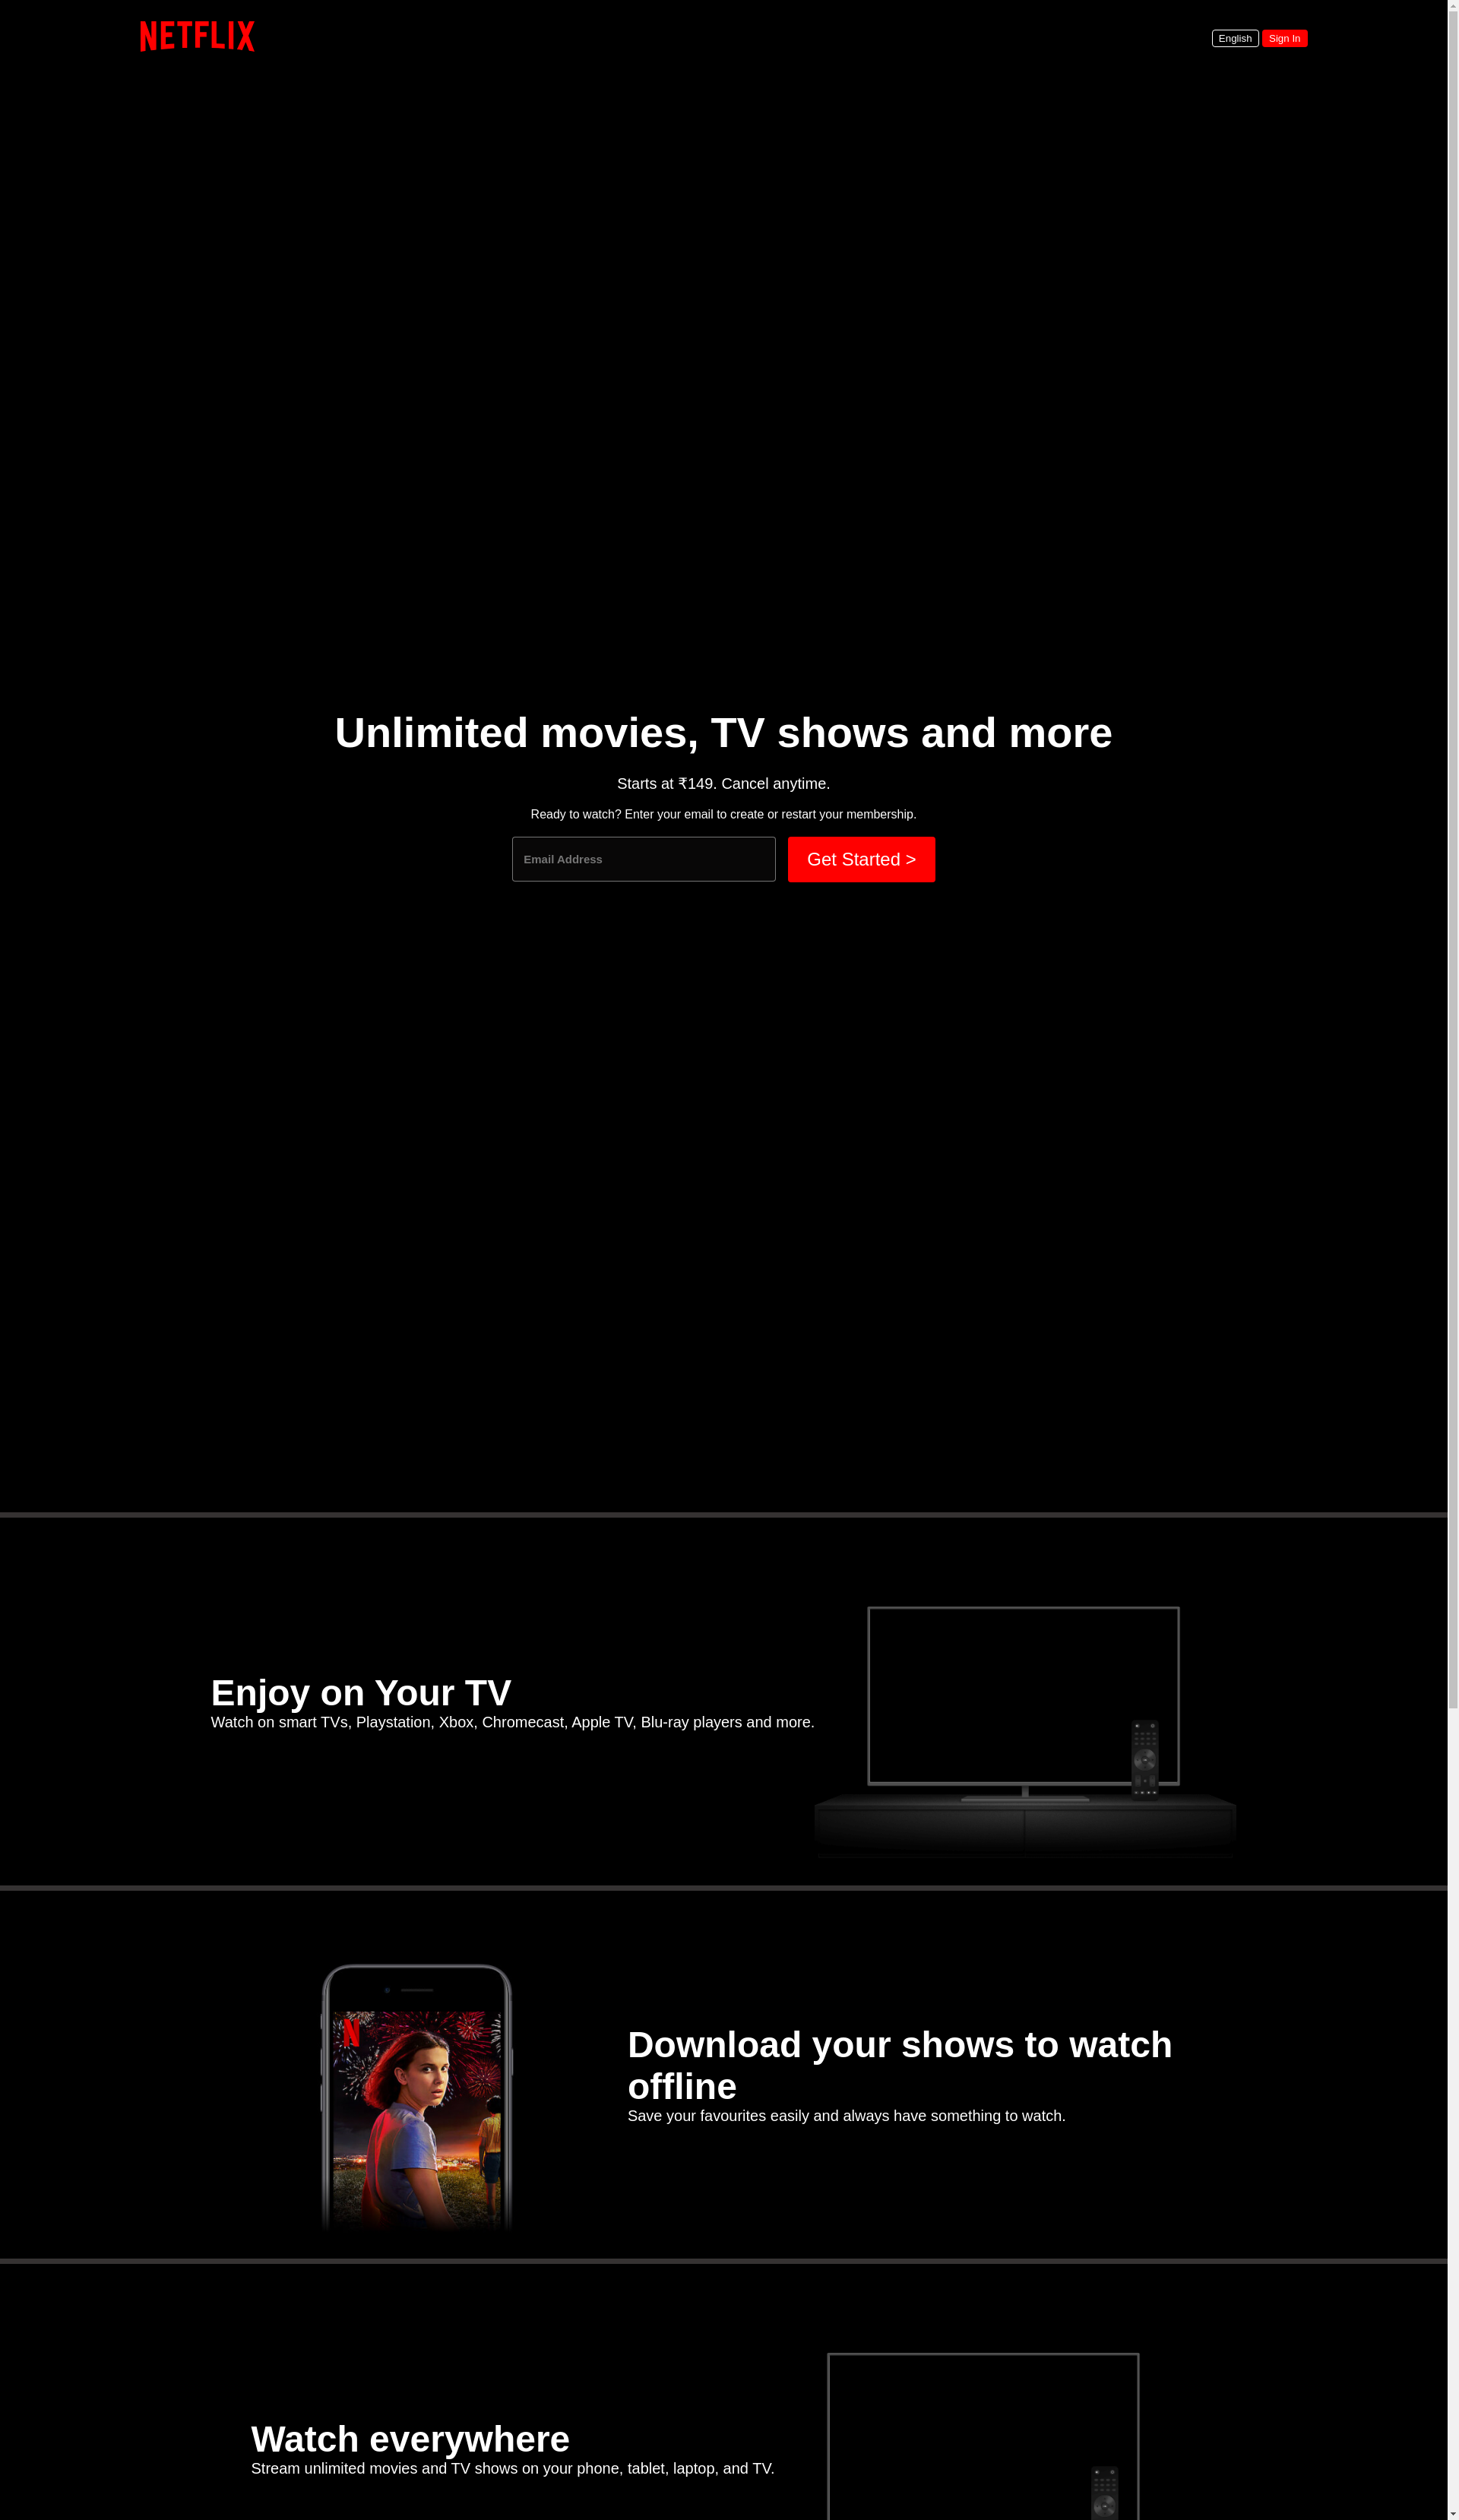 NETFLIX
English
Sign In
Unlimited movies, TV shows and more
Starts at ₹149. Cancel anytime.
Ready to watch? Enter your email to create or restart your membership.
Email Address
Get Started >
Enjoy on Your TV
Watch on smart TVs, Playstation, Xbox, Chromecast, Apple TV, Blu-ray players and more.
N
Download your shows to watch
offline
Save your favourites easily and always have something to watch.
Watch everywhere
Stream unlimited movies and TV shows on your phone, tablet, laptop, and TV.